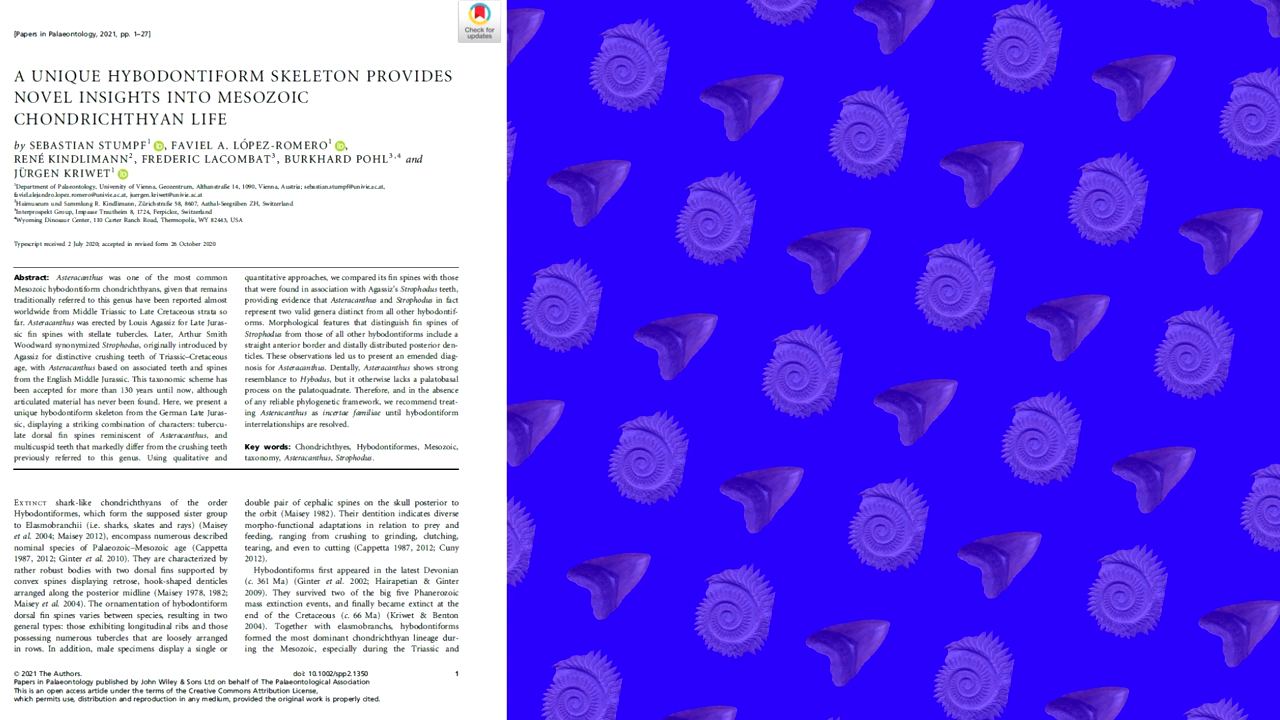 [Papers in Palaeontology, 2021, pp. 1–27]
Check for
updates
A UNIQUE HYBODONTIFORM SKELETON PROVIDES
NOVEL INSIGHTS INTO MESOZOIC
CHONDRICHTHYAN LIFE
by SEBASTIAN STUMPF1 iD, FAVIEL A. LÓPEZ-ROMERO1 iD,
RENÉ KINDLIMANN2, FREDERIC LACOMBAT3, BURKHARD POHL3,4 and
JÜRGEN KRIWET1 iD
1Department of Palaeontology, University of Vienna, Geozentrum, Althanstraße 14, 1090, Vienna, Austria; sebastian.stumpf@univie.ac.at,
faviel.alejandro.lopez.romero@univie.ac.at, juergen.kriwet@univie.ac.at
2Haimuseum und Sammlung R. Kindlimann, Zürichstraße 58, 8607, Aathal-Seegräben ZH, Switzerland
3Interprospekt Group, Impasse Trautheim 8, 1724, Ferpicloz, Switzerland
4Wyoming Dinosaur Center, 110 Carter Ranch Road, Thermopolis, WY 82443, USA
Typescript received 2 July 2020; accepted in revised form 26 October 2020
Abstract: Asteracanthus was one of the most common
Mesozoic hybodontiform chondrichthyans, given that remains
traditionally referred to this genus have been reported almost
worldwide from Middle Triassic to Late Cretaceous strata so
far. Asteracanthus was erected by Louis Agassiz for Late Juras-
sic fin spines with stellate tubercles. Later, Arthur Smith
Woodward synonymized Strophodus, originally introduced by
Agassiz for distinctive crushing teeth of Triassic–Cretaceous
age, with Asteracanthus based on associated teeth and spines
from the English Middle Jurassic. This taxonomic scheme has
been accepted for more than 130 years until now, although
articulated material has never been found. Here, we present a
unique hybodontiform skeleton from the German Late Juras-
sic, displaying a striking combination of characters: tubercu-
late dorsal fin spines reminiscent of Asteracanthus, and
multicuspid teeth that markedly differ from the crushing teeth
previously referred to this genus. Using qualitative and
quantitative approaches, we compared its fin spines with those
that were found in association with Agassiz's Strophodus teeth,
providing evidence that Asteracanthus and Strophodus in fact
represent two valid genera distinct from all other hybodontif-
orms. Morphological features that distinguish fin spines of
Strophodus from those of all other hybodontiforms include a
straight anterior border and distally distributed posterior den-
ticles. These observations led us to present an emended diag-
nosis for Asteracanthus. Dentally, Asteracanthus shows strong
resemblance to Hybodus, but it otherwise lacks a palatobasal
process on the palatoquadrate. Therefore, and in the absence
of any reliable phylogenetic framework, we recommend treat-
ing Asteracanthus as incertae familiae until hybodontiform
interrelationships are resolved.
Key words: Chondrichthyes, Hybodontiformes, Mesozoic,
taxonomy, Asteracanthus, Strophodus.
EXTINCT shark-like chondrichthyans of the order
Hybodontiformes, which form the supposed sister group
to Elasmobranchii (i.e. sharks, skates and rays) (Maisey
et al. 2004; Maisey 2012), encompass numerous described
nominal species of Palaeozoic–Mesozoic age (Cappetta
1987, 2012; Ginter et al. 2010). They are characterized by
rather robust bodies with two dorsal fins supported by
convex spines displaying retrose, hook-shaped denticles
arranged along the posterior midline (Maisey 1978, 1982;
Maisey et al. 2004). The ornamentation of hybodontiform
dorsal fin spines varies between species, resulting in two
general types: those exhibiting longitudinal ribs and those
possessing numerous tubercles that are loosely arranged
in rows. In addition, male specimens display a single or
double pair of cephalic spines on the skull posterior to
the orbit (Maisey 1982). Their dentition indicates diverse
morpho-functional adaptations in relation to prey and
feeding, ranging from crushing to grinding, clutching,
tearing, and even to cutting (Cappetta 1987, 2012; Cuny
2012).
Hybodontiforms first appeared in the latest Devonian
(c. 361 Ma) (Ginter et al. 2002; Hairapetian & Ginter
2009). They survived two of the big five Phanerozoic
mass extinction events, and finally became extinct at the
end of the Cretaceous (c. 66 Ma) (Kriwet & Benton
2004). Together with elasmobranchs, hybodontiforms
formed the most dominant chondrichthyan lineage dur-
ing the Mesozoic, especially during the Triassic and
© 2021 The Authors. doi: 10.1002/spp2.1350 1
Papers in Palaeontology published by John Wiley & Sons Ltd on behalf of The Palaeontological Association
This is an open access article under the terms of the Creative Commons Attribution License,
which permits use, distribution and reproduction in any medium, provided the original work is properly cited.